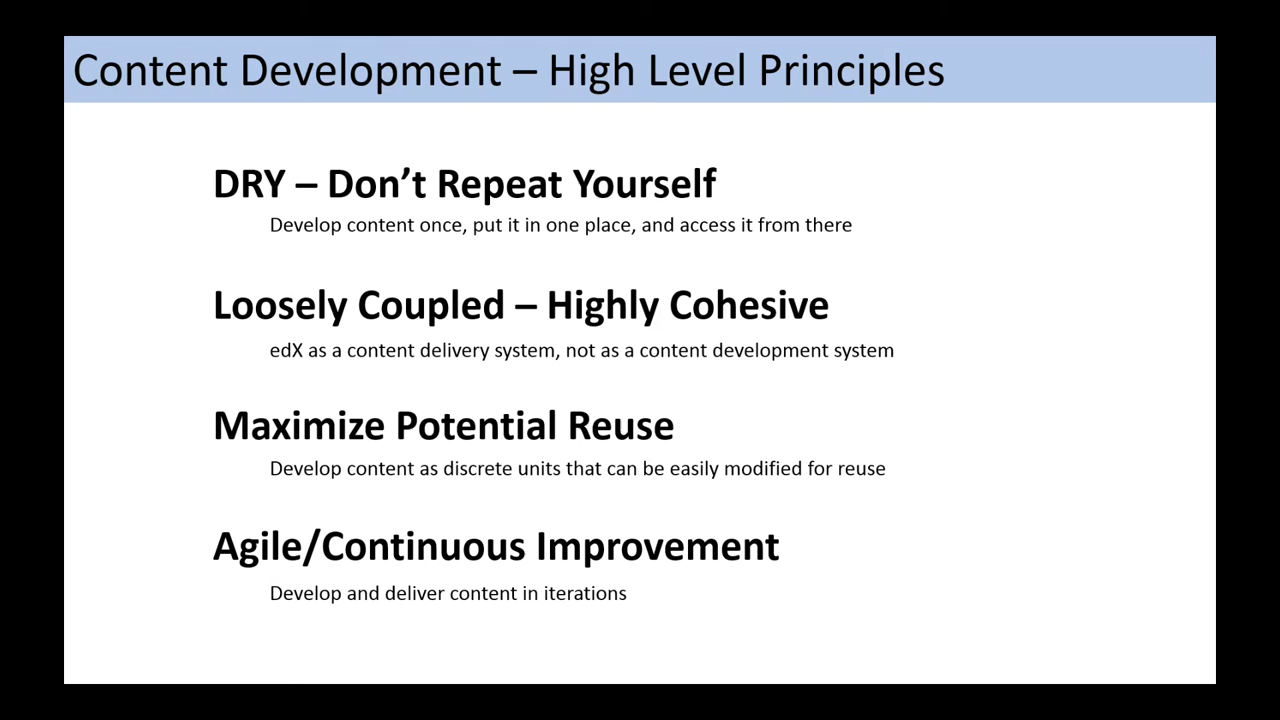 Content Development – High Level Principles
DRY – Don’t Repeat Yourself
Develop content once, put it in one place, and access it from there
Loosely Coupled – Highly Cohesive
edX as a content delivery system, not as a content development system
Maximize Potential Reuse
Develop content as discrete units that can be easily modified for reuse
Agile/Continuous Improvement
Develop and deliver content in iterations